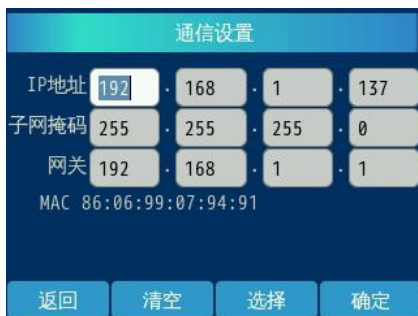 通信设置
IP地址 192 . 168 . 1 . 137
子网掩码 255 . 255 . 255 . 0
网关 192 . 168 . 1 . 1
MAC 86:06:99:07:94:91
返回 清空 选择 确定